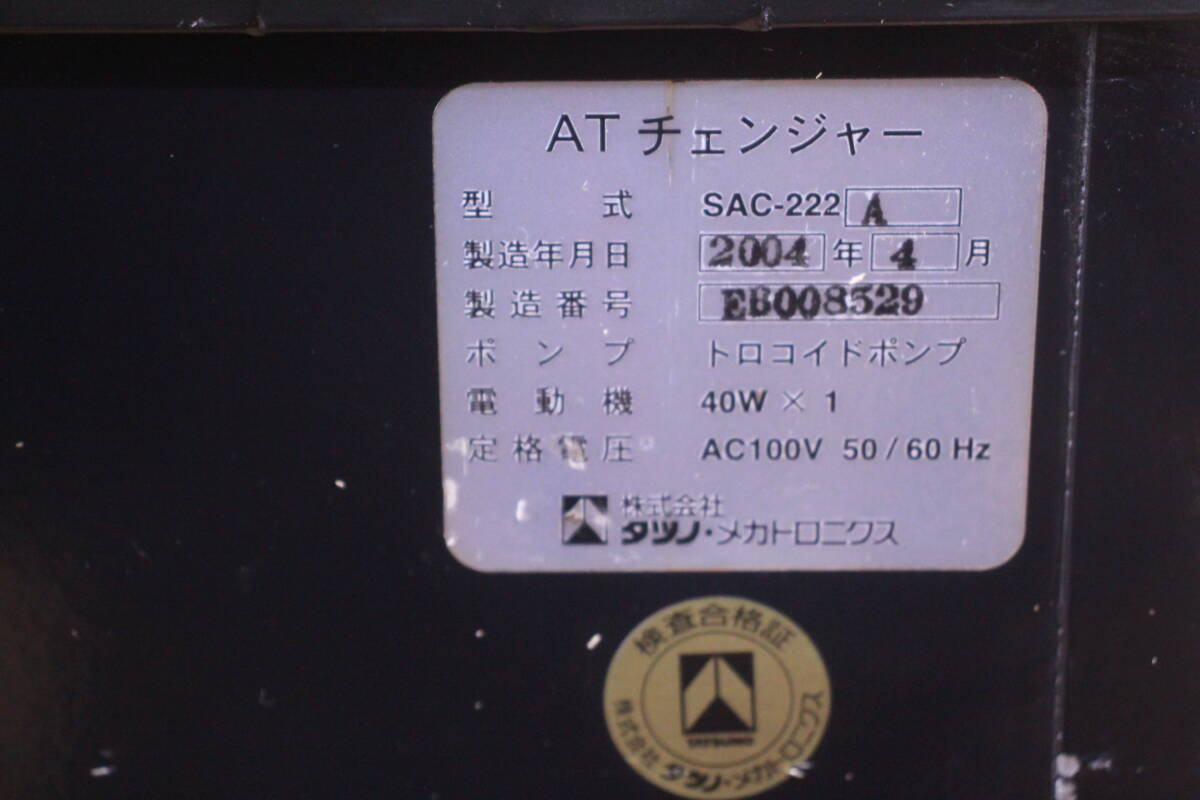 AT チェンジャー
型式 SAC-222 A
製造年月日 2004 年 4 月
製造番号 EB008529
ポンプ トロコイドポンプ
電動機 40W × 1
定格電圧 AC100V 50 / 60 Hz
株式会社
タツノ・メカトロニクス
検査合格証
TATSUNO
株式会社 タツノ・メカトロニクス